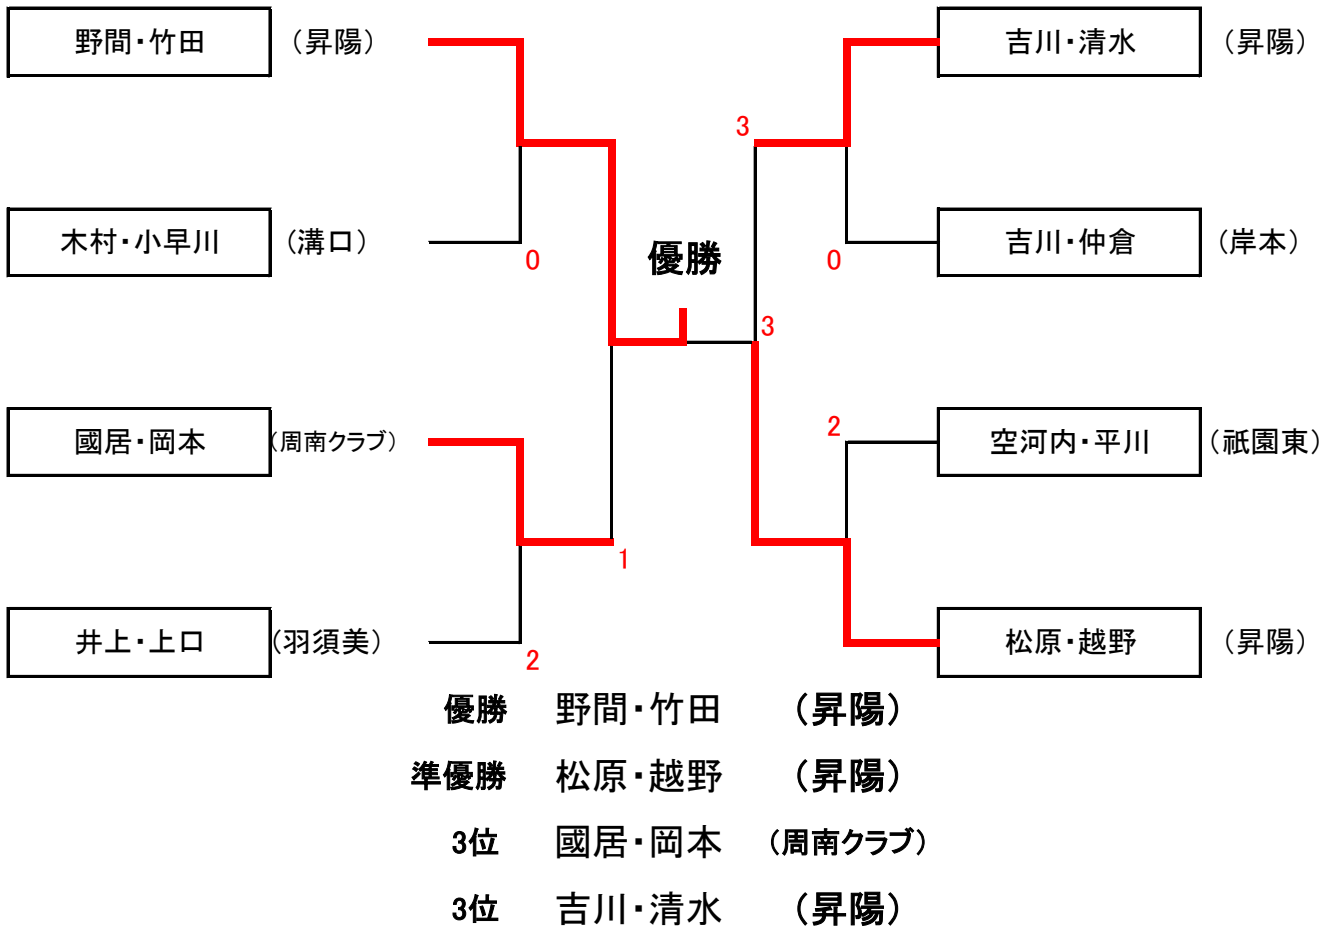 野間・竹田 (昇陽) 吉川・清水 (昇陽)
3
木村・小早川 (溝口) 吉川・仲倉 (岸本)
0 優勝 0
3
國居・岡本 (周南クラブ) 2 空河内・平川 (祇園東)
1
井上・上口 (羽須美) 松原・越野 (昇陽)
2
優勝 野間・竹田 (昇陽)
準優勝 松原・越野 (昇陽)
3位 國居・岡本 (周南クラブ)
3位 吉川・清水 (昇陽)